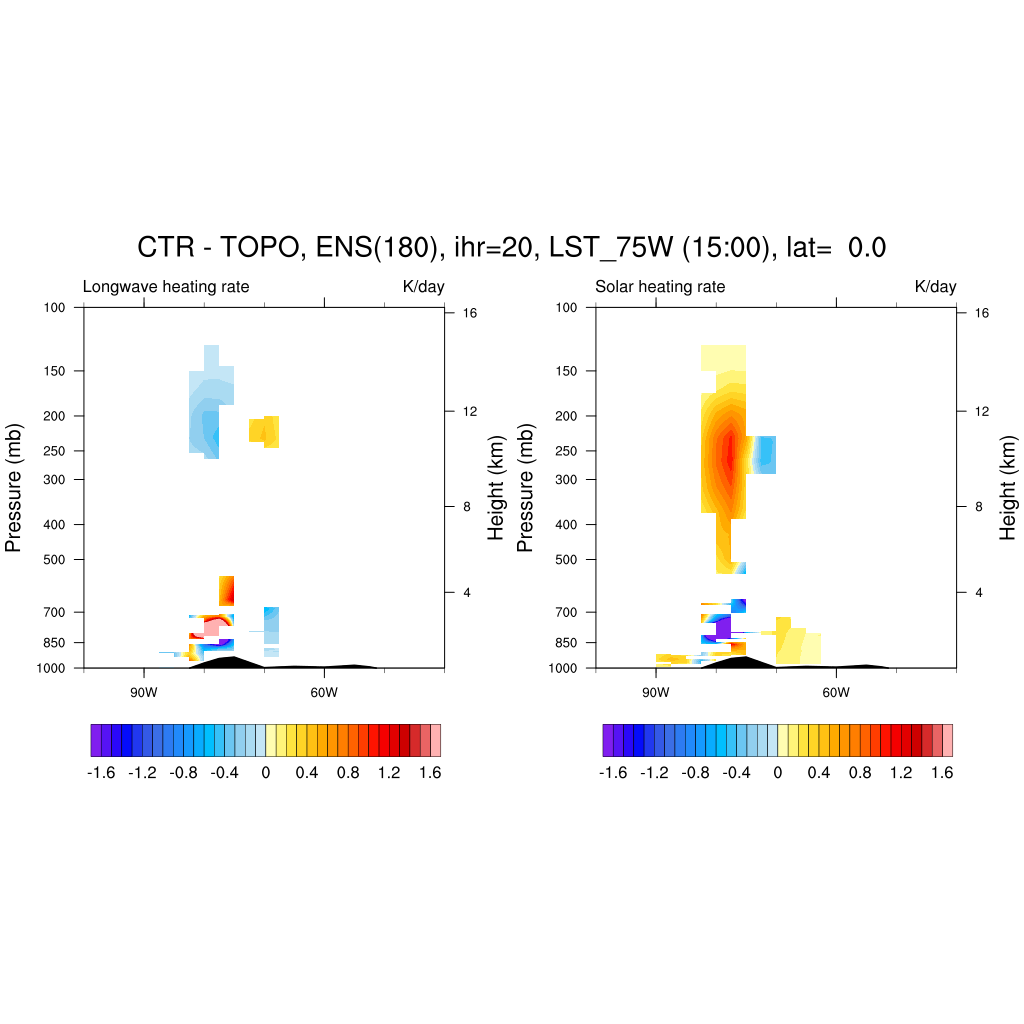 CTR - TOPO, ENS(180), ihr=20, LST_75W (15:00), lat= 0.0
Longwave heating rate K/day
100
150
200
250
300
400
500
700
850
1000
Pressure (mb)
16
12
8
4
Height (km)
90W 60W
-1.6 -1.2 -0.8 -0.4 0 0.4 0.8 1.2 1.6
Solar heating rate K/day
100
150
200
250
300
400
500
700
850
1000
Pressure (mb)
16
12
8
4
Height (km)
90W 60W
-1.6 -1.2 -0.8 -0.4 0 0.4 0.8 1.2 1.6